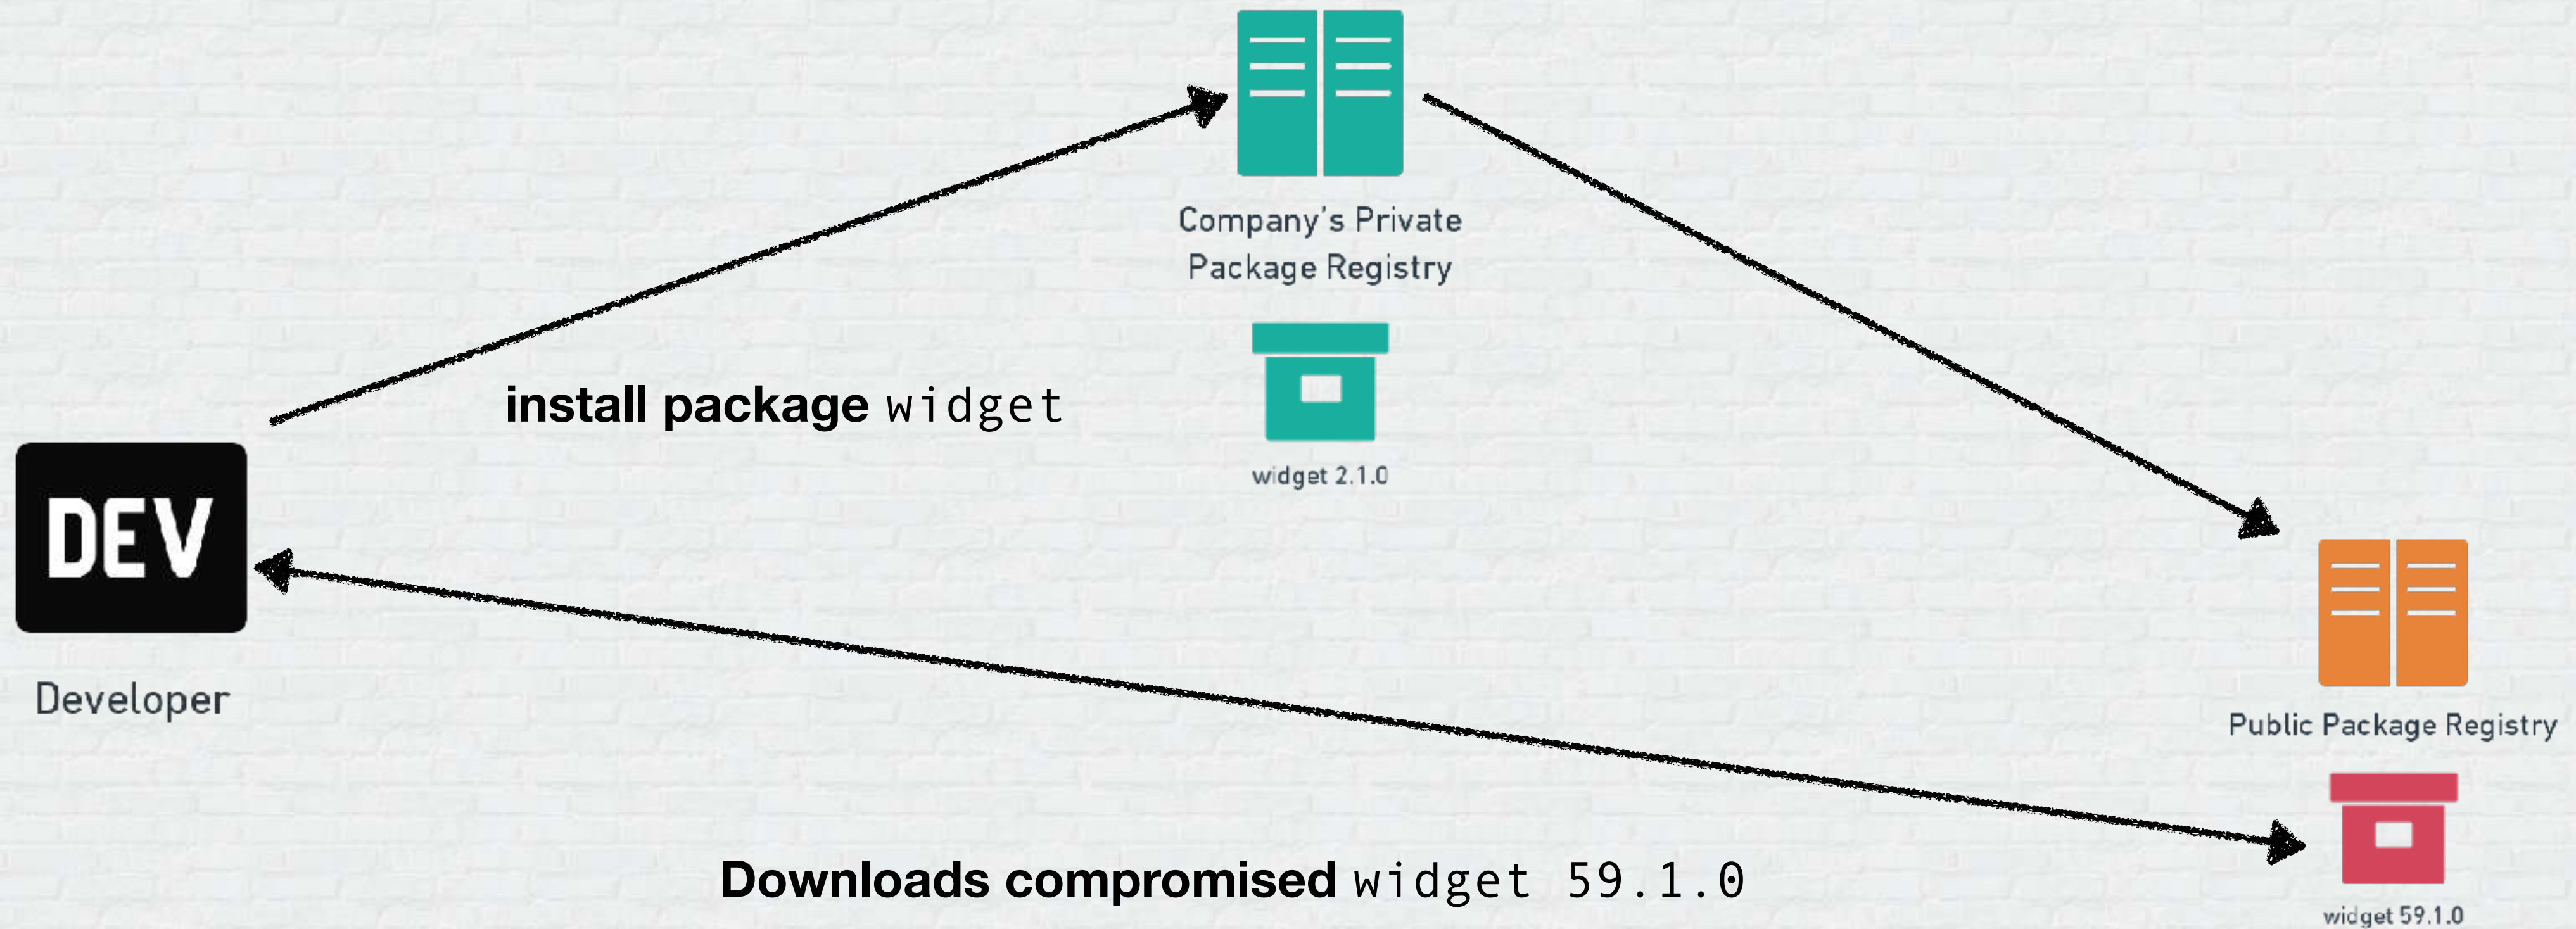 Company's Private
Package Registry
install package widget
widget 2.1.0
DEV
Developer
Public Package Registry
Downloads compromised widget 59.1.0
widget 59.1.0